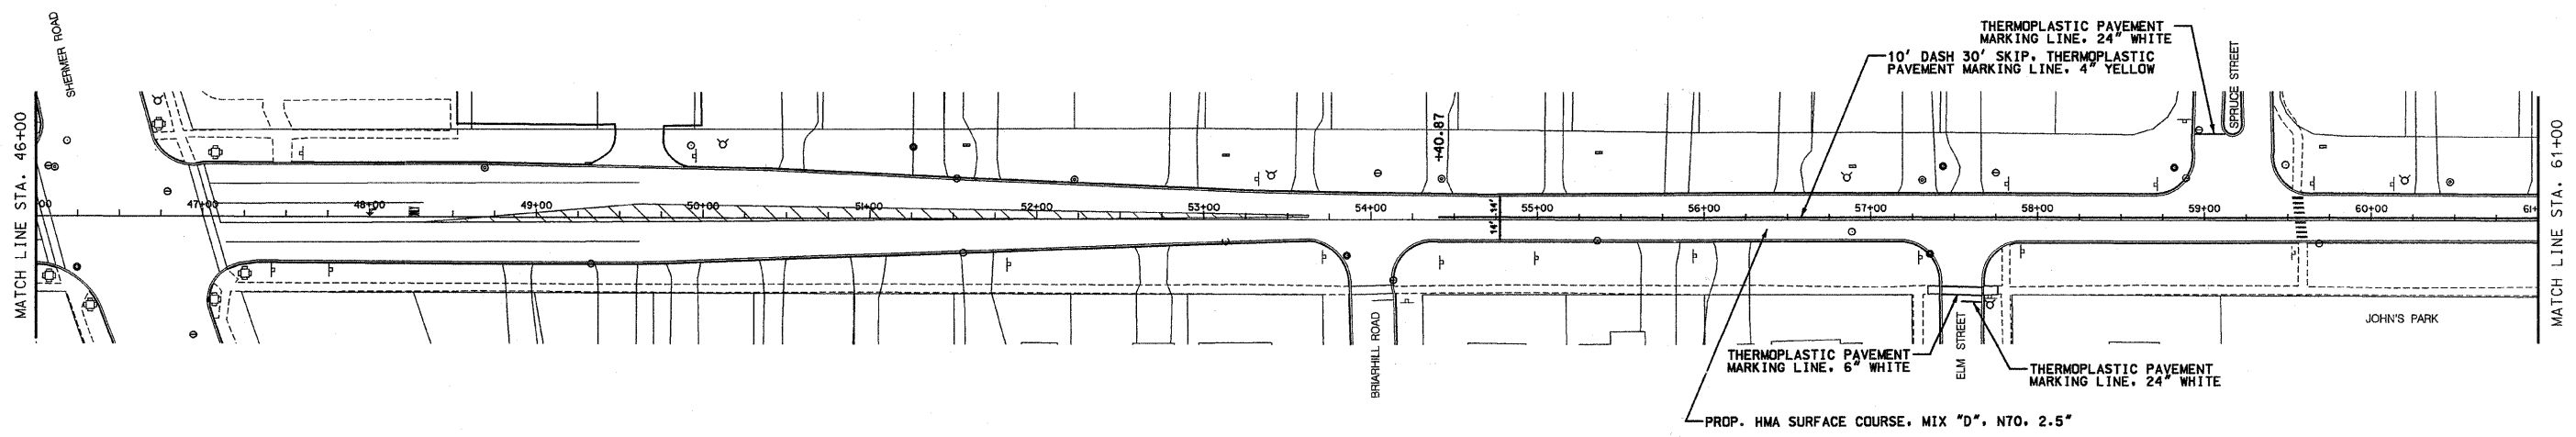 THERMOPLASTIC PAVEMENT
MARKING LINE, 24" WHITE
10' DASH 30' SKIP, THERMOPLASTIC
PAVEMENT MARKING LINE, 4" YELLOW
SHERMER ROAD
SPRUCE STREET
MATCH LINE STA. 46+00
MATCH LINE STA. 61+00
+40.87
00
47+00
48+00
49+00
50+00
51+00
52+00
53+00
54+00
14'
14'
55+00
56+00
57+00
58+00
59+00
60+00
61+
BRIARHILL ROAD
ELM STREET
JOHN'S PARK
THERMOPLASTIC PAVEMENT
MARKING LINE, 6" WHITE
THERMOPLASTIC PAVEMENT
MARKING LINE, 24" WHITE
PROP. HMA SURFACE COURSE, MIX "D", N70, 2.5"